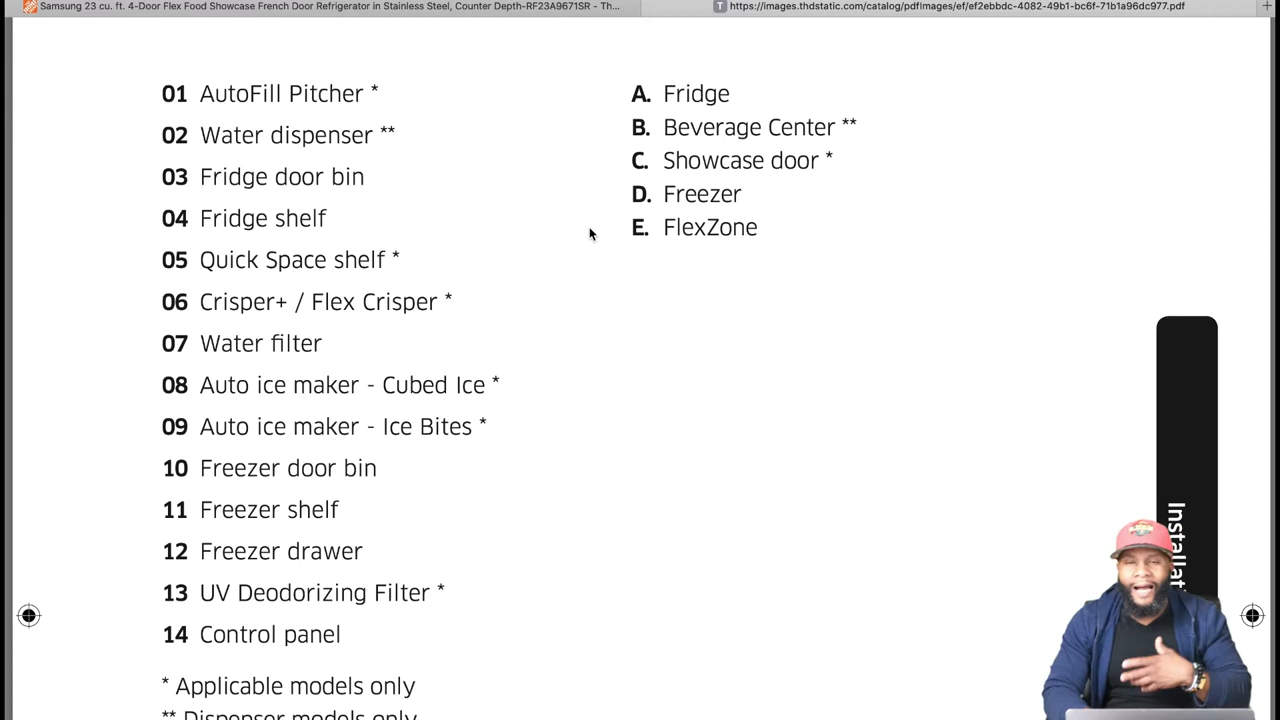 Samsung 23 cu. ft. 4-Door Flex Food Showcase French Door Refrigerator in Stainless Steel, Counter Depth-RF23A9671SR - Th...
T https://images.thdstatic.com/catalog/pdfImages/ef/ef2ebbdc-4082-49b1-bc6f-71b1a96dc977.pdf
01 AutoFill Pitcher *
02 Water dispenser **
03 Fridge door bin
04 Fridge shelf
05 Quick Space shelf *
06 Crisper+ / Flex Crisper *
07 Water filter
08 Auto ice maker - Cubed Ice *
09 Auto ice maker - Ice Bites *
10 Freezer door bin
11 Freezer shelf
12 Freezer drawer
13 UV Deodorizing Filter *
14 Control panel
* Applicable models only
** Dispenser models only
A. Fridge
B. Beverage Center **
C. Showcase door *
D. Freezer
E. FlexZone
Installat